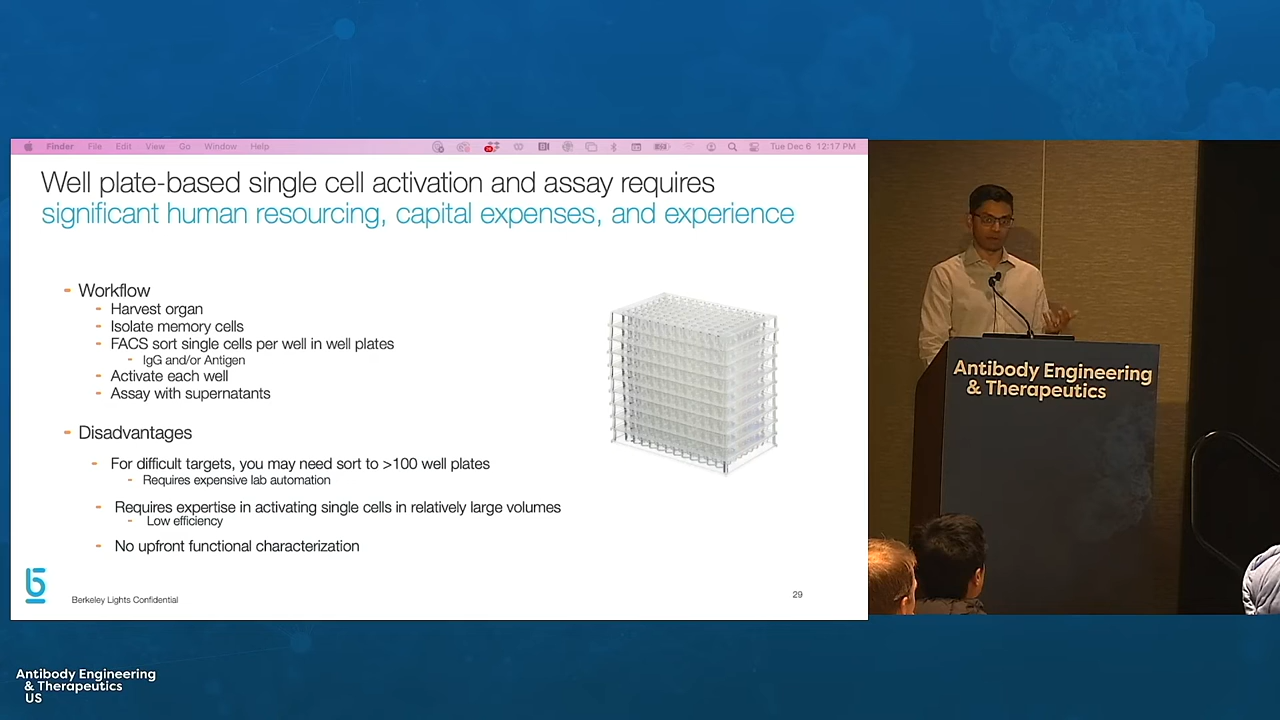 Finder File Edit View Go Window Help Tue Dec 6 12:17 PM
Well plate-based single cell activation and assay requires
significant human resourcing, capital expenses, and experience
- Workflow
- Harvest organ
- Isolate memory cells
- FACS sort single cells per well in well plates
- IgG and/or Antigen
- Activate each well
- Assay with supernatants
- Disadvantages
- For difficult targets, you may need sort to >100 well plates
- Requires expensive lab automation
- Requires expertise in activating single cells in relatively large volumes
- Low efficiency
- No upfront functional characterization
Berkeley Lights Confidential
29
Antibody Engineering
& Therapeutics
Antibody Engineering
& Therapeutics
US